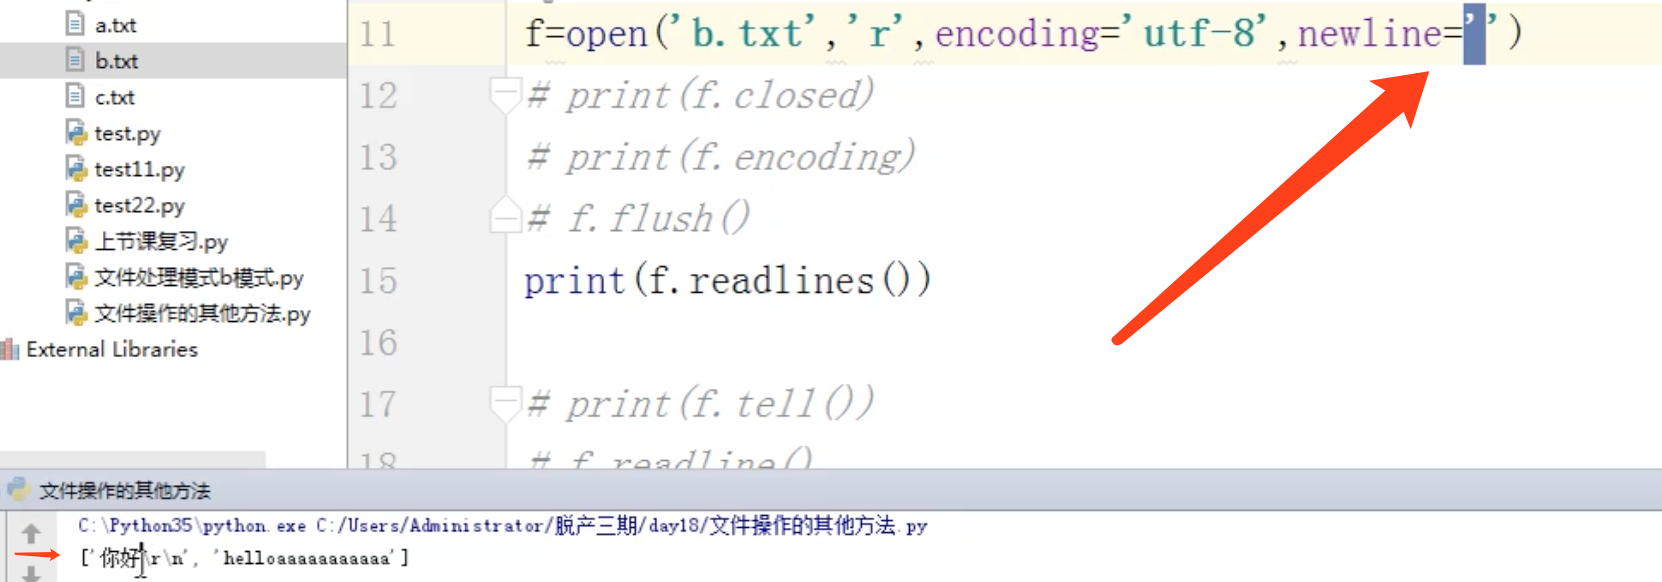 a.txt
b.txt
c.txt
test.py
test11.py
test22.py
上节课复习.py
文件处理模式b模式.py
文件操作的其他方法.py
External Libraries
11 f=open('b.txt','r',encoding='utf-8',newline='')
12 # print(f.closed)
13 # print(f.encoding)
14 # f.flush()
15 print(f.readlines())
16
17 # print(f.tell())
18 # f.readline()
文件操作的其他方法
C:\Python35\python.exe C:/Users/Administrator/脱产三期/day18/文件操作的其他方法.py
['你好\r\n', 'helloaaaaaaaaaaaa']